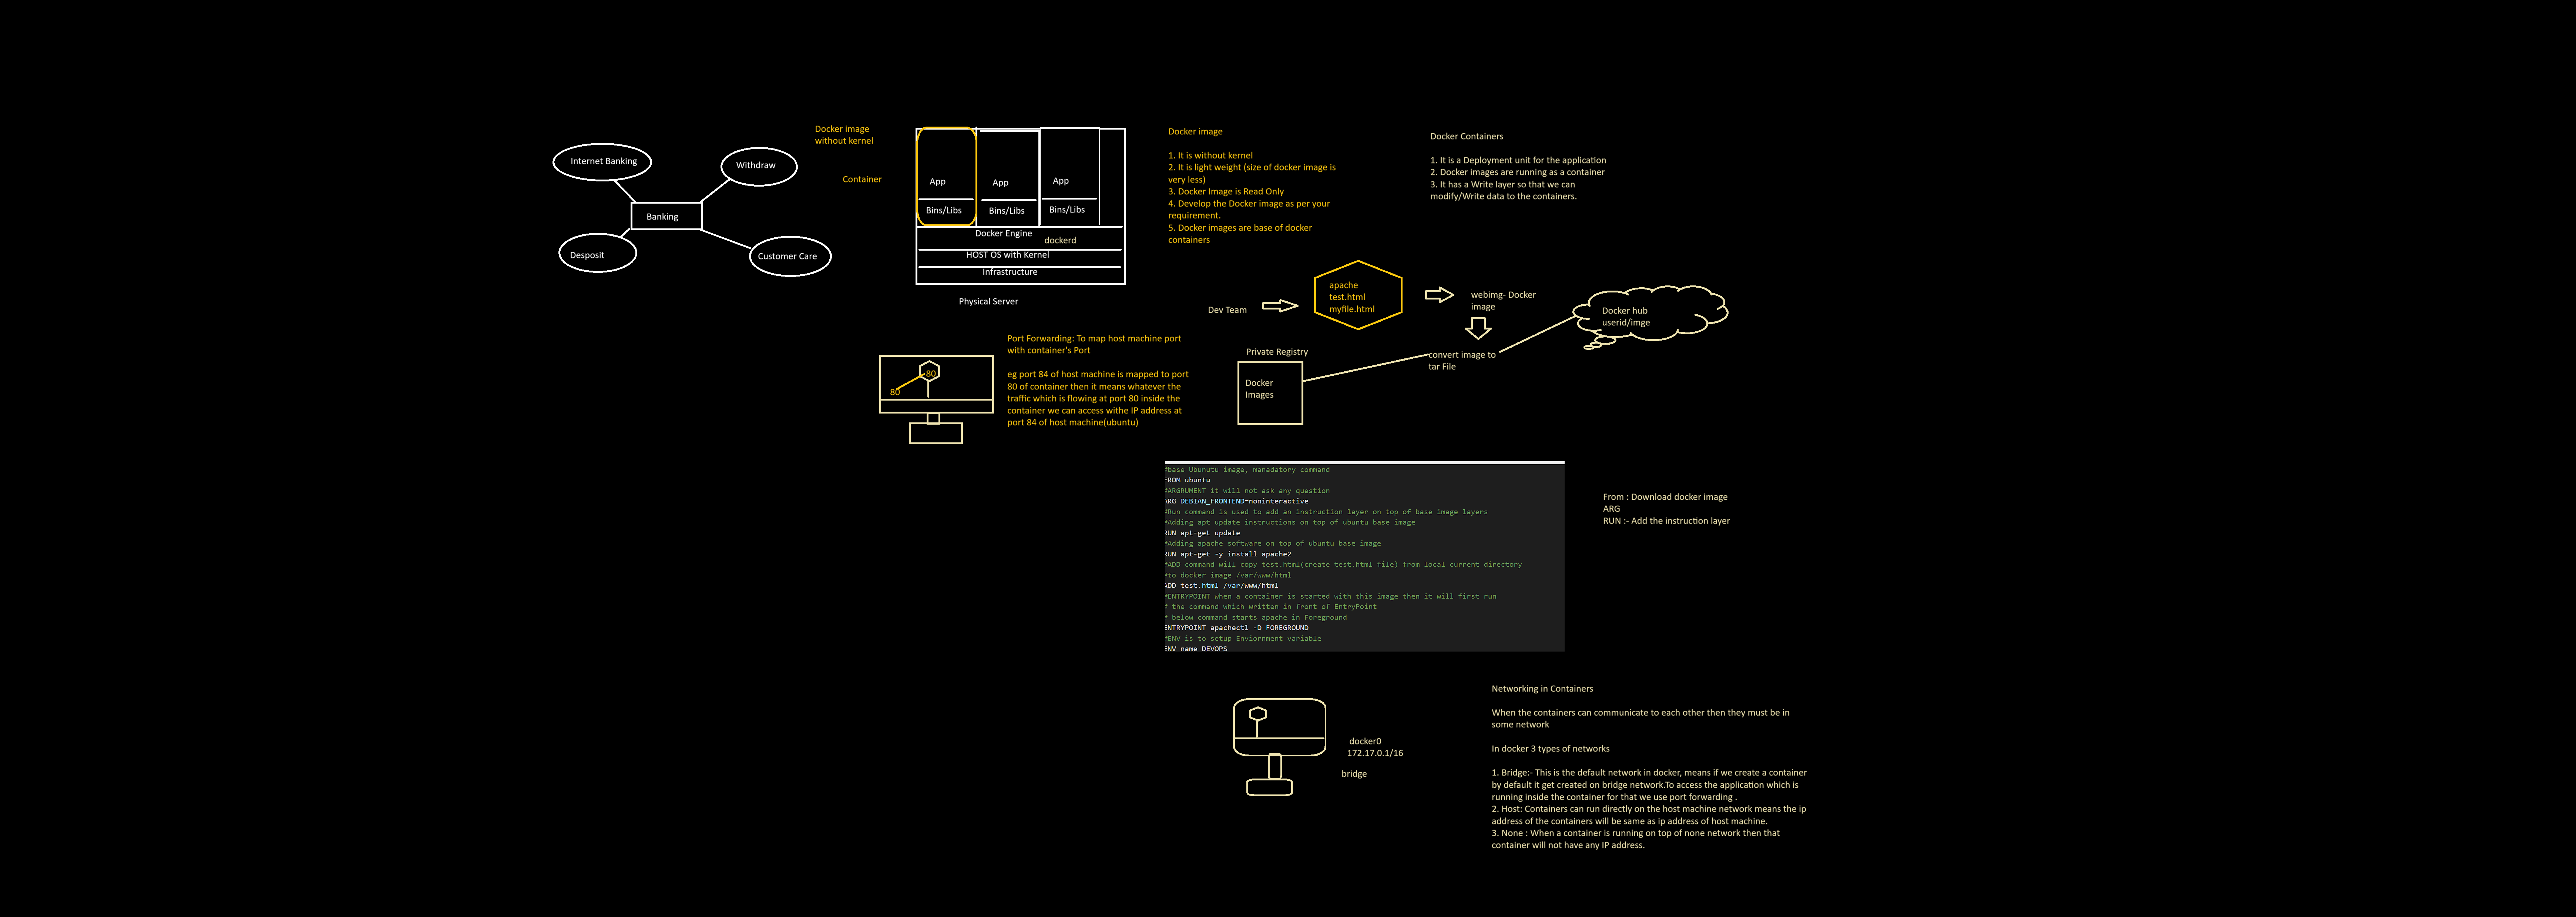 Internet Banking
Withdraw
Banking
Desposit
Customer Care
Docker image
without kernel
Container
App
App
App
Bins/Libs
Bins/Libs
Bins/Libs
Docker Engine
dockerd
HOST OS with Kernel
Infrastructure
Physical Server
Docker image
1. It is without kernel
2. It is light weight (size of docker image is
very less)
3. Docker Image is Read Only
4. Develop the Docker image as per your
requirement.
5. Docker images are base of docker
containers
Docker Containers
1. It is a Deployment unit for the application
2. Docker images are running as a container
3. It has a Write layer so that we can
modify/Write data to the containers.
Dev Team
apache
test.html
myfile.html
webimg- Docker
image
Docker hub
userid/imge
convert image to
tar File
Private Registry
Docker
Images
80
80
Port Forwarding: To map host machine port
with container's Port
eg port 84 of host machine is mapped to port
80 of container then it means whatever the
traffic which is flowing at port 80 inside the
container we can access withe IP address at
port 84 of host machine(ubuntu)
#base Ubunutu image, manadatory command
FROM ubuntu
#ARGRUMENT it will not ask any question
ARG DEBIAN_FRONTEND=noninteractive
#Run command is used to add an instruction layer on top of base image layers
#Adding apt update instructions on top of ubuntu base image
RUN apt-get update
#Adding apache software on top of ubuntu base image
RUN apt-get -y install apache2
#ADD command will copy test.html(create test.html file) from local current directory
#to docker image /var/www/html
ADD test.html /var/www/html
#ENTRYPOINT when a container is started with this image then it will first run
# the command which written in front of EntryPoint
# below command starts apache in Foreground
ENTRYPOINT apachectl -D FOREGROUND
#ENV is to setup Enviornment variable
ENV name DEVOPS
From : Download docker image
ARG
RUN :- Add the instruction layer
docker0
172.17.0.1/16
bridge
Networking in Containers
When the containers can communicate to each other then they must be in
some network
In docker 3 types of networks
1. Bridge:- This is the default network in docker, means if we create a container
by default it get created on bridge network.To access the application which is
running inside the container for that we use port forwarding .
2. Host: Containers can run directly on the host machine network means the ip
address of the containers will be same as ip address of host machine.
3. None : When a container is running on top of none network then that
container will not have any IP address.